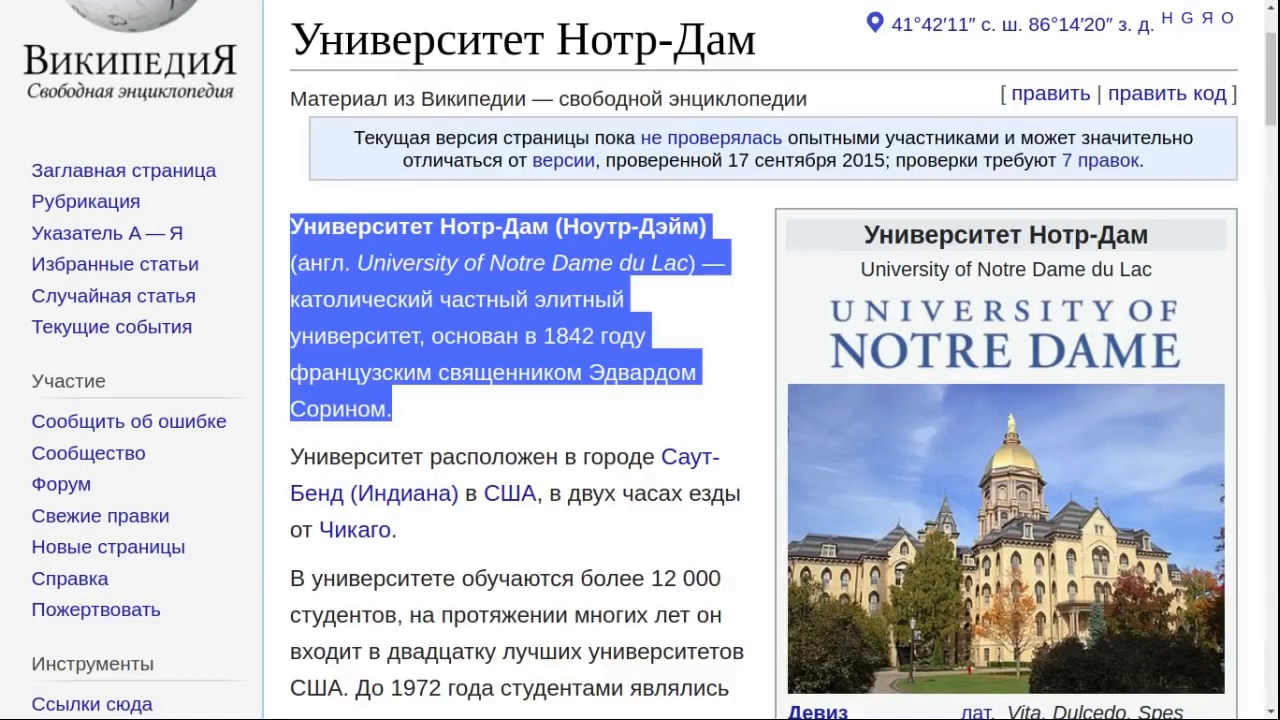 ВикипедиЯ
Свободная энциклопедия
Заглавная страница
Рубрикация
Указатель А — Я
Избранные статьи
Случайная статья
Текущие события
Участие
Сообщить об ошибке
Сообщество
Форум
Свежие правки
Новые страницы
Справка
Пожертвовать
Инструменты
Ссылки сюда
Университет Нотр-Дам
41°42′11″ с. ш. 86°14′20″ з. д. H G Я O
Материал из Википедии — свободной энциклопедии
[ править | править код ]
Текущая версия страницы пока не проверялась опытными участниками и может значительно
отличаться от версии, проверенной 17 сентября 2015; проверки требуют 7 правок.
Университет Нотр-Дам (Ноутр-Дэйм)
(англ. University of Notre Dame du Lac) —
католический частный элитный
университет, основан в 1842 году
французским священником Эдвардом
Сорином.
Университет расположен в городе Саут-
Бенд (Индиана) в США, в двух часах езды
от Чикаго.
В университете обучаются более 12 000
студентов, на протяжении многих лет он
входит в двадцатку лучших университетов
США. До 1972 года студентами являлись
Университет Нотр-Дам
University of Notre Dame du Lac
UNIVERSITY OF
NOTRE DAME
Девиз лат. Vita, Dulcedo, Spes